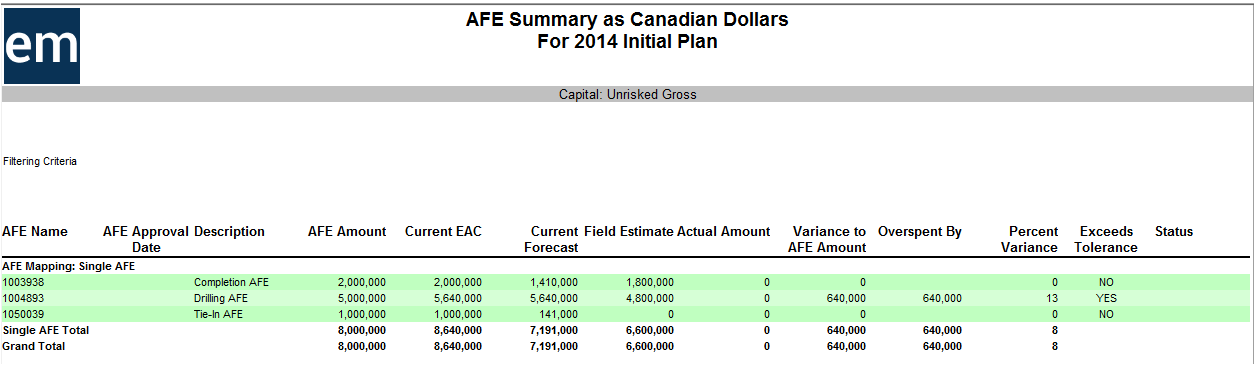 em
AFE Summary as Canadian Dollars
For 2014 Initial Plan
Capital: Unrisked Gross
Filtering Criteria
AFE Name AFE Approval Date Description AFE Amount Current EAC Current Forecast Field Estimate Actual Amount Variance to AFE Amount Overspent By Percent Variance Exceeds Tolerance Status
AFE Mapping: Single AFE
1003938 Completion AFE 2,000,000 2,000,000 1,410,000 1,800,000 0 0 0 NO
1004893 Drilling AFE 5,000,000 5,640,000 5,640,000 4,800,000 0 640,000 640,000 13 YES
1050039 Tie-In AFE 1,000,000 1,000,000 141,000 0 0 0 0 NO
Single AFE Total 8,000,000 8,640,000 7,191,000 6,600,000 0 640,000 640,000 8
Grand Total 8,000,000 8,640,000 7,191,000 6,600,000 0 640,000 640,000 8